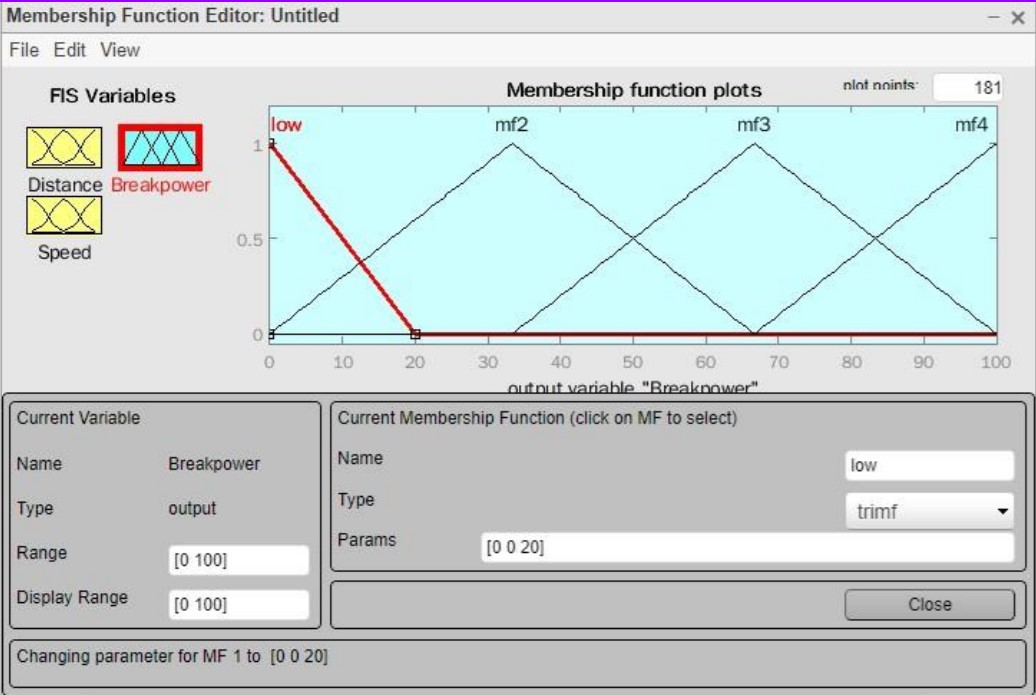 Membership Function Editor: Untitled
File Edit View
FIS Variables
Membership function plots
plot points:
181
Distance
Breakpower
Speed
low
mf2
mf3
mf4
1
0.5
0
0 10 20 30 40 50 60 70 80 90 100
output variable "Breakpower"
Current Variable
Name Breakpower
Type output
Range [0 100]
Display Range [0 100]
Current Membership Function (click on MF to select)
Name low
Type trimf
Params [0 0 20]
Close
Changing parameter for MF 1 to [0 0 20]